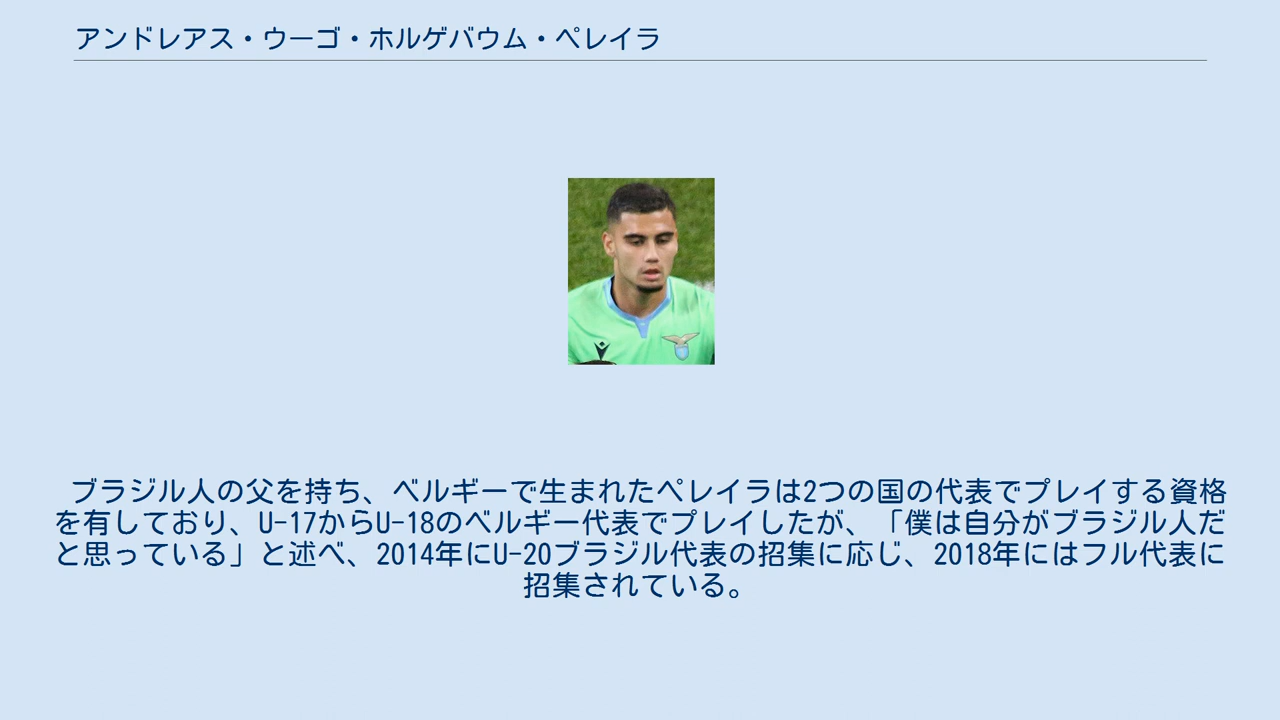 アンドレアス・ウーゴ・ホルゲバウム・ペレイラ
ブラジル人の父を持ち、ベルギーで生まれたペレイラは2つの国の代表でプレイする資格
を有しており、U-17からU-18のベルギー代表でプレイしたが、「僕は自分がブラジル人だ
と思っている」と述べ、2014年にU-20ブラジル代表の招集に応じ、2018年にはフル代表に
招集されている。